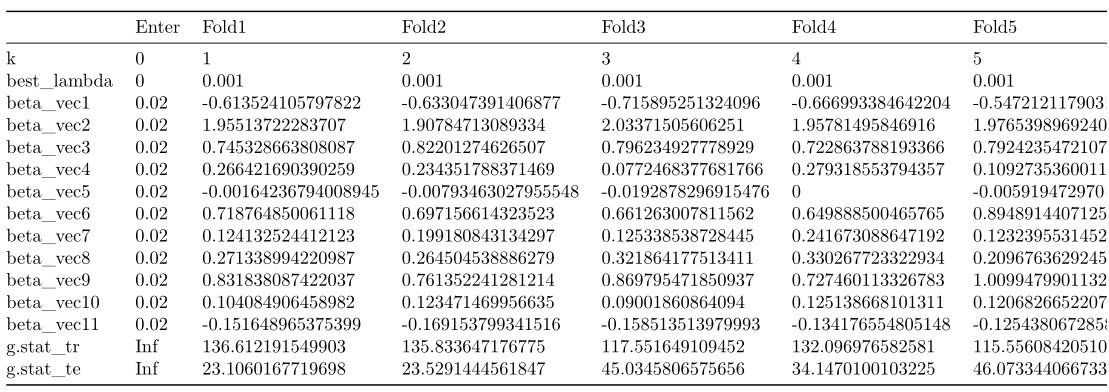 Enter Fold1 Fold2 Fold3 Fold4 Fold5
k 0 1 2 3 4 5
best_lambda 0 0.001 0.001 0.001 0.001 0.001
beta_vec1 0.02 -0.613524105797822 -0.633047391406877 -0.715895251324096 -0.666993384642204 -0.547212117903
beta_vec2 0.02 1.95513722283707 1.90784713089334 2.03371505606251 1.95781495846916 1.9765398969240
beta_vec3 0.02 0.745328663808087 0.82201274626507 0.796234927778929 0.722863788193366 0.7924235472107
beta_vec4 0.02 0.266421690390259 0.234351788371469 0.0772468377681766 0.279318553794357 0.1092735360011
beta_vec5 0.02 -0.00164236794008945 -0.00793463027955548 -0.0192878296915476 0 -0.005919472970
beta_vec6 0.02 0.718764850061118 0.697156614323523 0.661263007811562 0.649888500465765 0.8948914407125
beta_vec7 0.02 0.124132524412123 0.199180843134297 0.125338538728445 0.241673088647192 0.1232395531452
beta_vec8 0.02 0.271338994220987 0.264504538886279 0.321864177513411 0.330267723322934 0.2096763629245
beta_vec9 0.02 0.831838087422037 0.761352241281214 0.869795471850937 0.727460113326783 1.0099479901132
beta_vec10 0.02 0.104084906458982 0.123471469956635 0.09001860864094 0.125138668101311 0.1206826652207
beta_vec11 0.02 -0.151648965375399 -0.169153799341516 -0.158513513979993 -0.134176554805148 -0.125438067285
g.stat_tr Inf 136.612191549903 135.833647176775 117.551649109452 132.096976582581 115.55608420510
g.stat_te Inf 23.1060167719698 23.5291444561847 45.0345806575656 34.1470100103225 46.073344066733